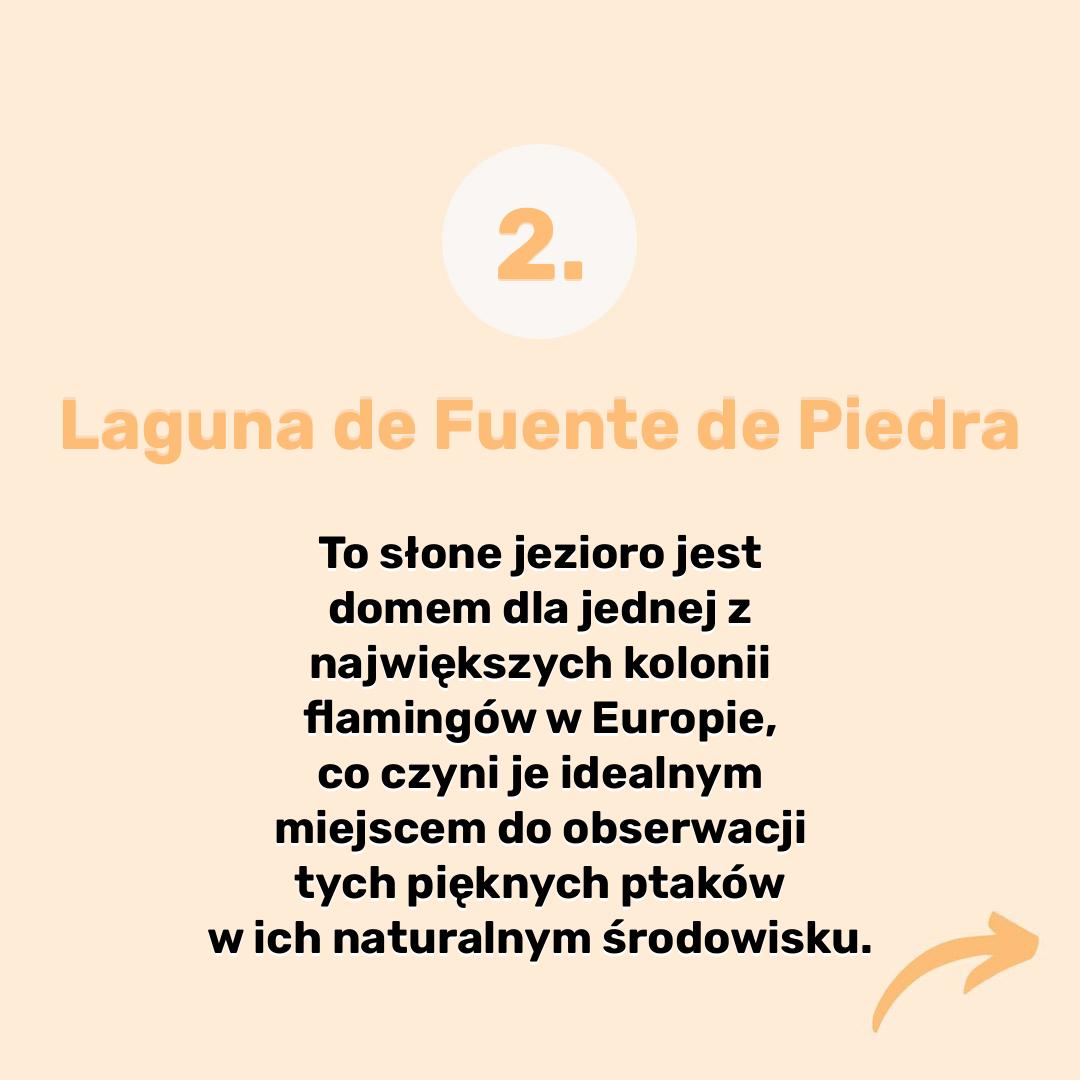 2.
Laguna de Fuente de Piedra
To słone jezioro jest
domem dla jednej z
największych kolonii
flamingów w Europie,
co czyni je idealnym
miejscem do obserwacji
tych pięknych ptaków
w ich naturalnym środowisku.